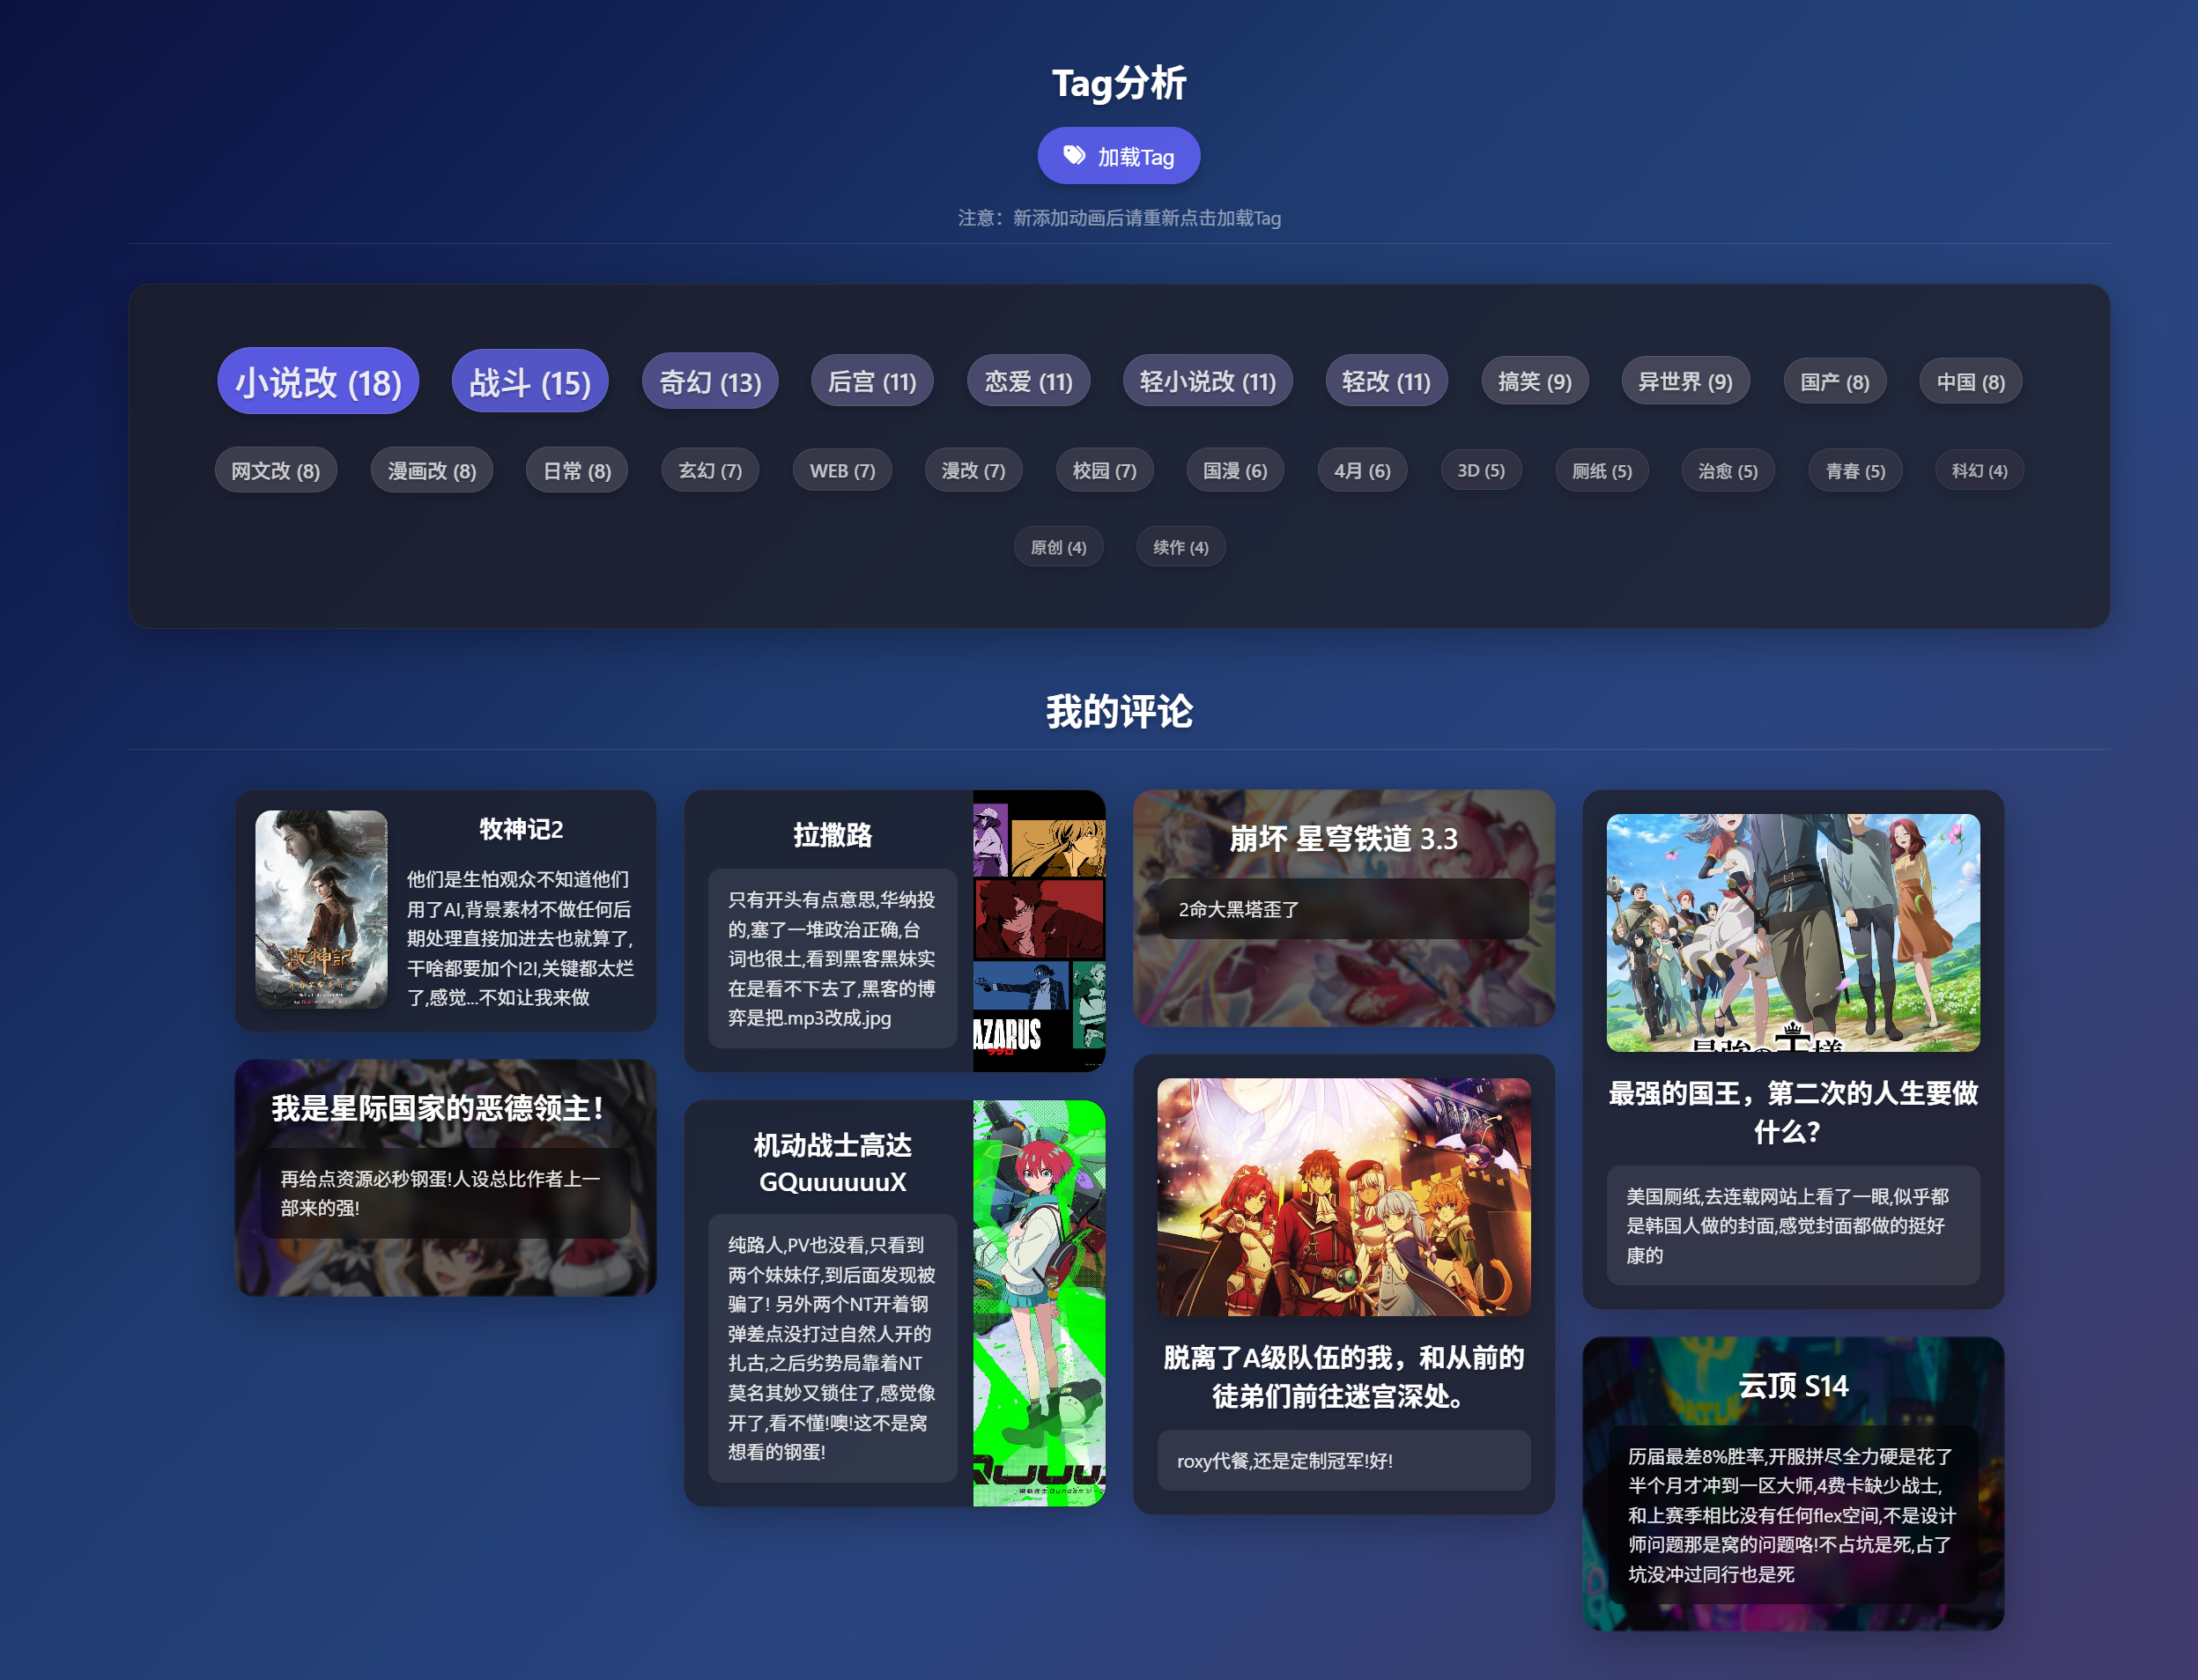 Tag分析
加载Tag
注意：新添加动画后请重新点击加载Tag
小说改 (18) 战斗 (15) 奇幻 (13) 后宫 (11) 恋爱 (11) 轻小说改 (11) 轻改 (11) 搞笑 (9) 异世界 (9) 国产 (8) 中国 (8)
网文改 (8) 漫画改 (8) 日常 (8) 玄幻 (7) WEB (7) 漫改 (7) 校园 (7) 国漫 (6) 4月 (6) 3D (5) 厕纸 (5) 治愈 (5) 青春 (5) 科幻 (4)
原创 (4) 续作 (4)
我的评论
牧神记
牧神记2
他们是生怕观众不知道他们
用了AI,背景素材不做任何后
期处理直接加进去也就算了,
干啥都要加个I2I,关键都太烂
了,感觉...不如让我来做
我是星际国家的恶德领主！
再给点资源必秒钢蛋!人设总比作者上一
部来的强!
拉撒路
只有开头有点意思,华纳投
的,塞了一堆政治正确,台
词也很土,看到黑客黑妹实
在是看不下去了,黑客的博
弈是把.mp3改成.jpg
AZARUS
ラザロ
机动战士高达
GQuuuuuuX
纯路人,PV也没看,只看到
两个妹妹仔,到后面发现被
骗了! 另外两个NT开着钢
弹差点没打过自然人开的
扎古,之后劣势局靠着NT
莫名其妙又锁住了,感觉像
开了,看不懂!噢!这不是窝
想看的钢蛋!
崩坏 星穹铁道 3.3
2命大黑塔歪了
脱离了A级队伍的我，和从前的
徒弟们前往迷宫深处。
roxy代餐,还是定制冠军!好!
最強の王様
最强的国王，第二次的人生要做
什么？
美国厕纸,去连载网站上看了一眼,似乎都
是韩国人做的封面,感觉封面都做的挺好
康的
云顶 S14
历届最差8%胜率,开服拼尽全力硬是花了
半个月才冲到一区大师,4费卡缺少战士,
和上赛季相比没有任何flex空间,不是设计
师问题那是窝的问题咯!不占坑是死,占了
坑没冲过同行也是死